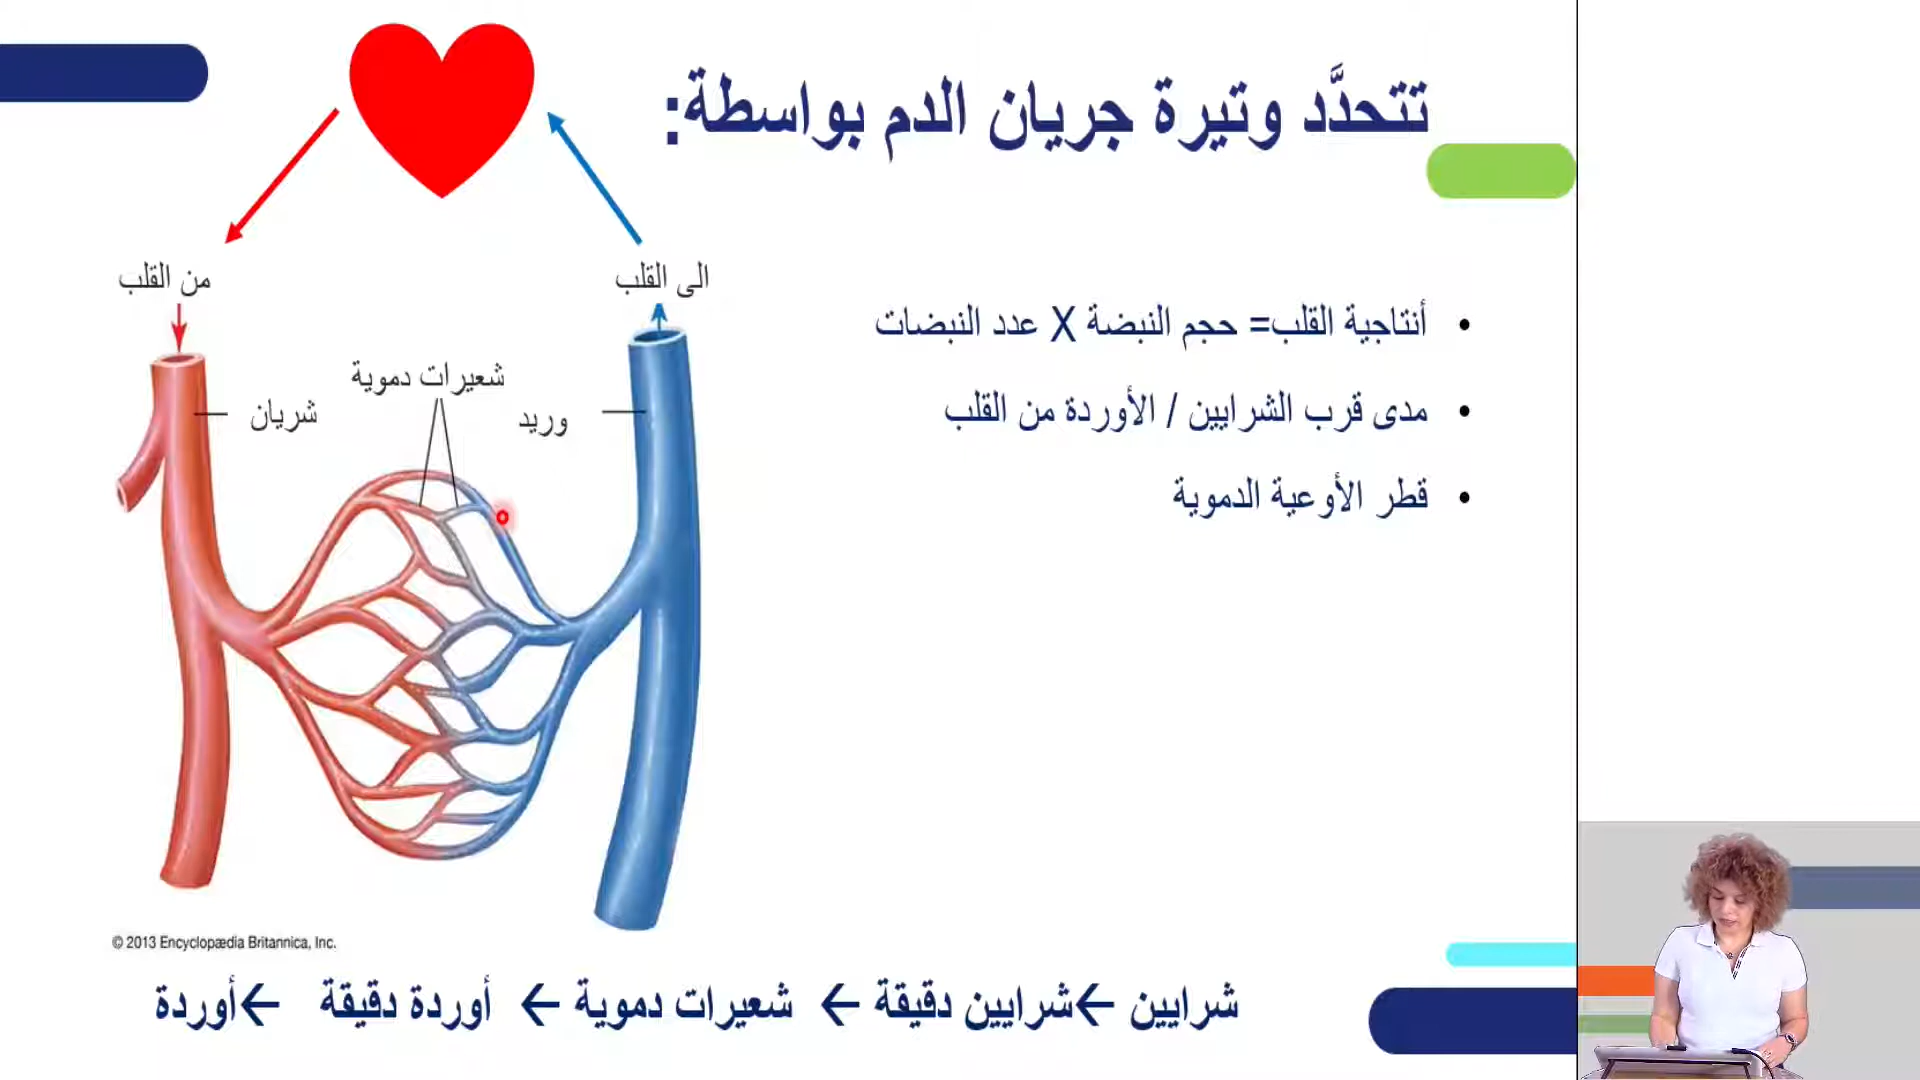 تتحدَّد وتيرة جريان الدم بواسطة:
من القلب
الى القلب
شعيرات دموية
شريان
وريد
• أنتاجية القلب= حجم النبضة X عدد النبضات
• مدى قرب الشرايين / الأوردة من القلب
• قطر الأوعية الدموية
© 2013 Encyclopædia Britannica, Inc.
شرايين ←شرايين دقيقة ← شعيرات دموية ← أوردة دقيقة ←أوردة